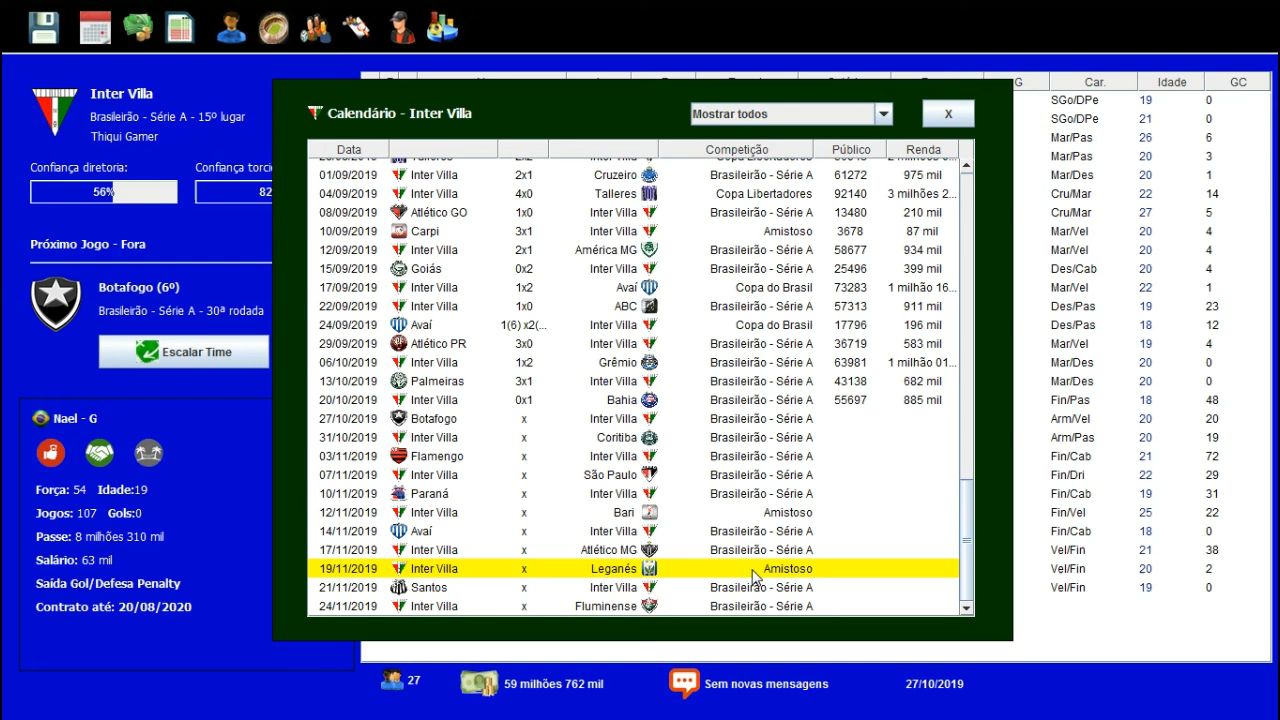 Inter Villa
Brasileirão - Série A - 15º lugar
Thiqui Gamer
Confiança diretoria:
Confiança torci
56%
82
Próximo Jogo - Fora
Botafogo (6º)
Brasileirão - Série A - 30ª rodada
Escalar Time
Nael - G
Força: 54 Idade:19
Jogos: 107 Gols:0
Passe: 8 milhões 310 mil
Salário: 63 mil
Saída Gol/Defesa Penalty
Contrato até: 20/08/2020
Calendário - Inter Villa
Mostrar todos
X
Data Competição Público Renda
01/09/2019 Inter Villa 2x1 Cruzeiro Brasileirão - Série A 61272 975 mil
04/09/2019 Inter Villa 4x0 Talleres Copa Libertadores 92140 3 milhões 2...
08/09/2019 Atlético GO 1x0 Inter Villa Brasileirão - Série A 13480 210 mil
10/09/2019 Carpi 3x1 Inter Villa Amistoso 3678 87 mil
12/09/2019 Inter Villa 2x1 América MG Brasileirão - Série A 58677 934 mil
15/09/2019 Goiás 0x2 Inter Villa Brasileirão - Série A 25496 399 mil
17/09/2019 Inter Villa 1x2 Avaí Copa do Brasil 73283 1 milhão 16...
22/09/2019 Inter Villa 1x0 ABC Brasileirão - Série A 57313 911 mil
24/09/2019 Avaí 1(6) x2(... Inter Villa Copa do Brasil 17796 196 mil
29/09/2019 Atlético PR 3x0 Inter Villa Brasileirão - Série A 36719 583 mil
06/10/2019 Inter Villa 1x2 Grêmio Brasileirão - Série A 63981 1 milhão 01...
13/10/2019 Palmeiras 3x1 Inter Villa Brasileirão - Série A 43138 682 mil
20/10/2019 Inter Villa 0x1 Bahia Brasileirão - Série A 55697 885 mil
27/10/2019 Botafogo x Inter Villa Brasileirão - Série A
31/10/2019 Inter Villa x Coritiba Brasileirão - Série A
03/11/2019 Flamengo x Inter Villa Brasileirão - Série A
07/11/2019 Inter Villa x São Paulo Brasileirão - Série A
10/11/2019 Paraná x Inter Villa Brasileirão - Série A
12/11/2019 Inter Villa x Bari Amistoso
14/11/2019 Avaí x Inter Villa Brasileirão - Série A
17/11/2019 Inter Villa x Atlético MG Brasileirão - Série A
19/11/2019 Inter Villa x Leganés Amistoso
21/11/2019 Santos x Inter Villa Brasileirão - Série A
24/11/2019 Inter Villa x Fluminense Brasileirão - Série A
G Car. Idade GC
SGo/DPe 19 0
SGo/DPe 21 0
Mar/Pas 26 6
Mar/Pas 20 3
Mar/Des 20 1
Cru/Mar 22 14
Cru/Mar 27 5
Mar/Vel 20 4
Mar/Vel 20 4
Des/Cab 20 4
Mar/Vel 22 1
Des/Pas 19 23
Des/Pas 18 12
Mar/Vel 19 4
Mar/Des 20 0
Mar/Des 20 0
Fin/Pas 18 48
Arm/Vel 20 20
Arm/Pas 20 19
Fin/Cab 21 72
Fin/Dri 22 29
Fin/Cab 19 31
Fin/Vel 25 22
Fin/Cab 18 0
Vel/Fin 21 38
Vel/Fin 20 2
Vel/Fin 19 0
27
59 milhões 762 mil
Sem novas mensagens
27/10/2019